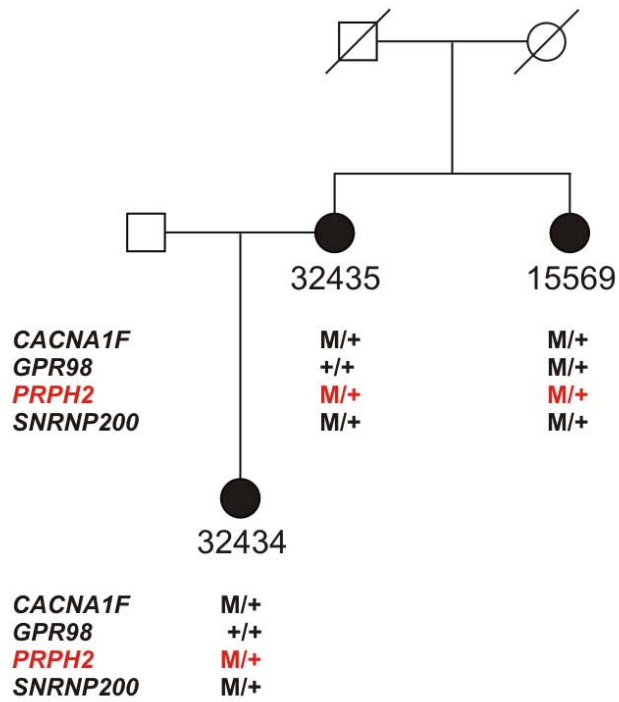 32435 15569
CACNA1F M/+ M/+
GPR98 +/+ M/+
PRPH2 M/+ M/+
SNRNP200 M/+ M/+
32434
CACNA1F M/+
GPR98 +/+
PRPH2 M/+
SNRNP200 M/+